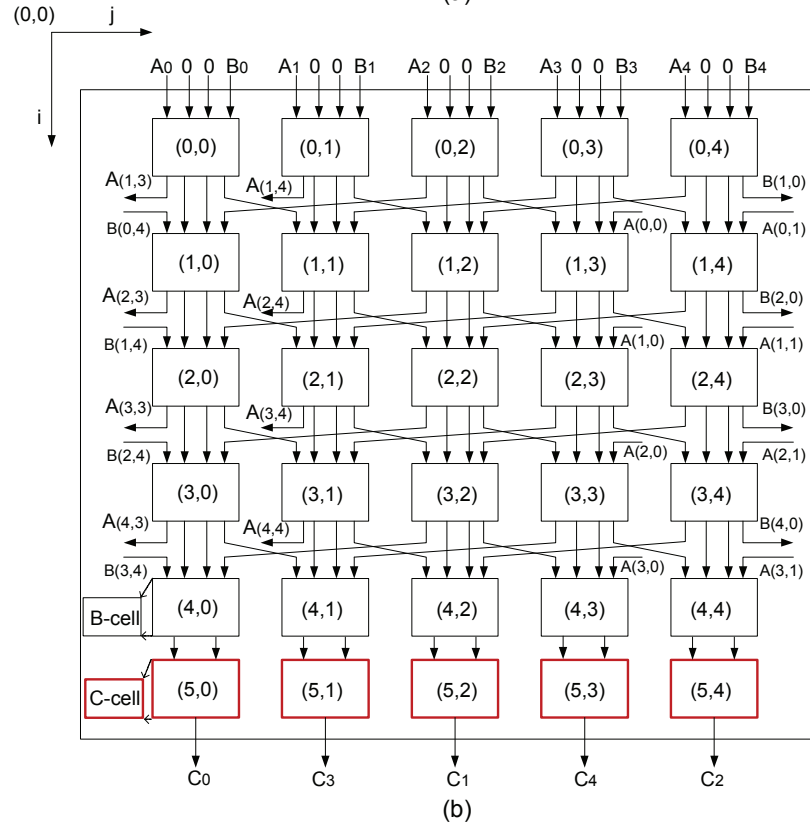 (0,0)
j
i
A0 0 0 B0 A1 0 0 B1 A2 0 0 B2 A3 0 0 B3 A4 0 0 B4
(0,0) (0,1) (0,2) (0,3) (0,4)
A(1,3) A(1,4) B(1,0)
B(0,4) A(0,0) A(0,1)
(1,0) (1,1) (1,2) (1,3) (1,4)
A(2,3) A(2,4) B(2,0)
B(1,4) A(1,0) A(1,1)
(2,0) (2,1) (2,2) (2,3) (2,4)
A(3,3) A(3,4) B(3,0)
B(2,4) A(2,0) A(2,1)
(3,0) (3,1) (3,2) (3,3) (3,4)
A(4,3) A(4,4) B(4,0)
B(3,4) A(3,0) A(3,1)
B-cell (4,0) (4,1) (4,2) (4,3) (4,4)
C-cell (5,0) (5,1) (5,2) (5,3) (5,4)
C0 C3 C1 C4 C2
(b)